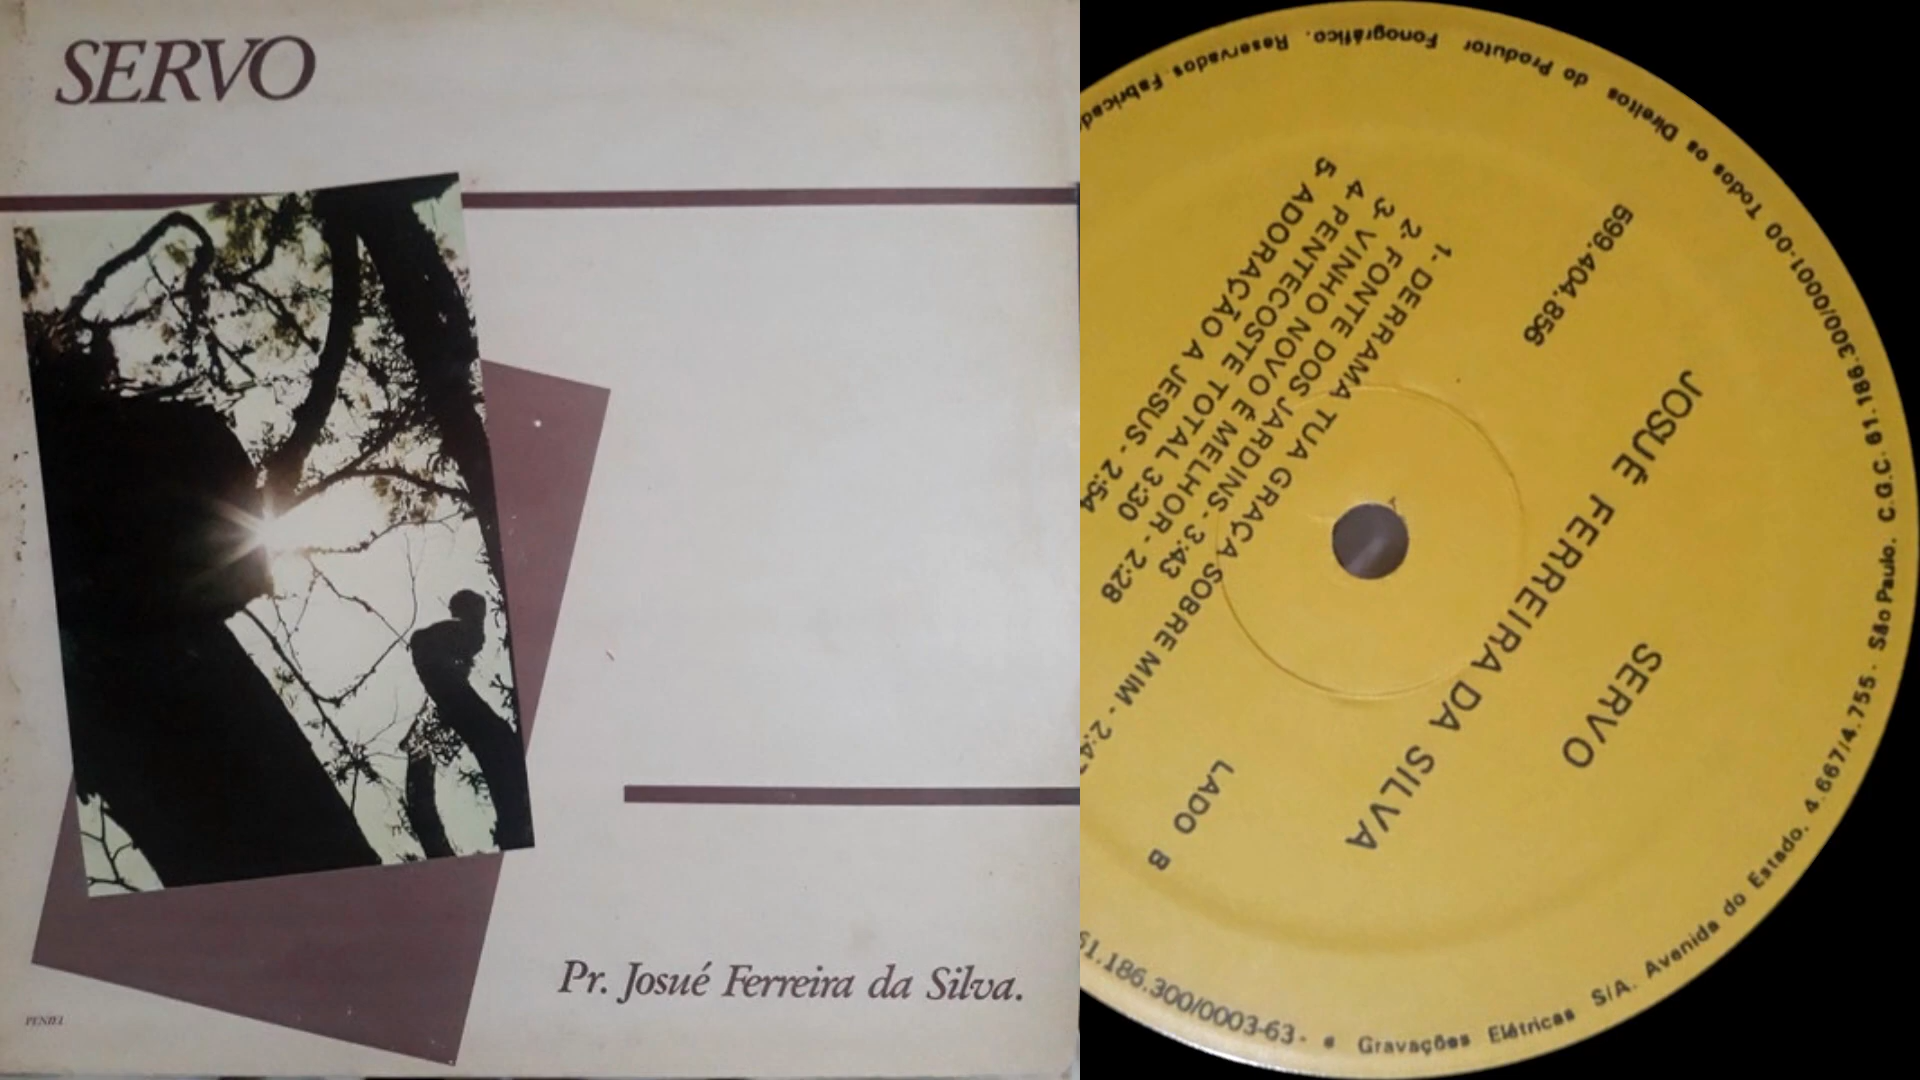 SERVO
Pr. Josué Ferreira da Silva.
PENIEL
599.404.856
JOSUÉ FERREIRA DA SILVA
SERVO
LADO B
1- DERRAMA TUA GRAÇA SOBRE MIM - 2:47
2- FONTE DOS JARDINS - 3:43
3- VINHO NOVO É MELHOR - 2:28
4- PENTECOSTE TOTAL 3:30
5- ADORAÇÃO A JESUS - 2:54
61.186.300/0003-63 - e Gravações Elétricas S/A. Avenida do Estado, 4.667/4.755 - São Paulo. C.G.C. 61.186.300/0001-00 Todos os Direitos do Produtor Fonográfico. Reservados